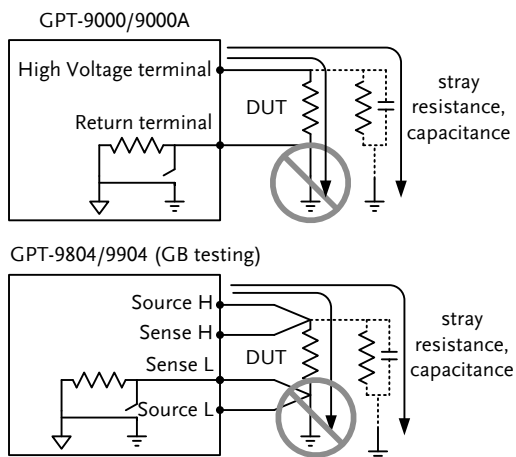 GPT-9000/9000A
High Voltage terminal
DUT
stray
resistance,
capacitance
Return terminal
GPT-9804/9904 (GB testing)
Source H
Sense H
Sense L
Source L
DUT
stray
resistance,
capacitance